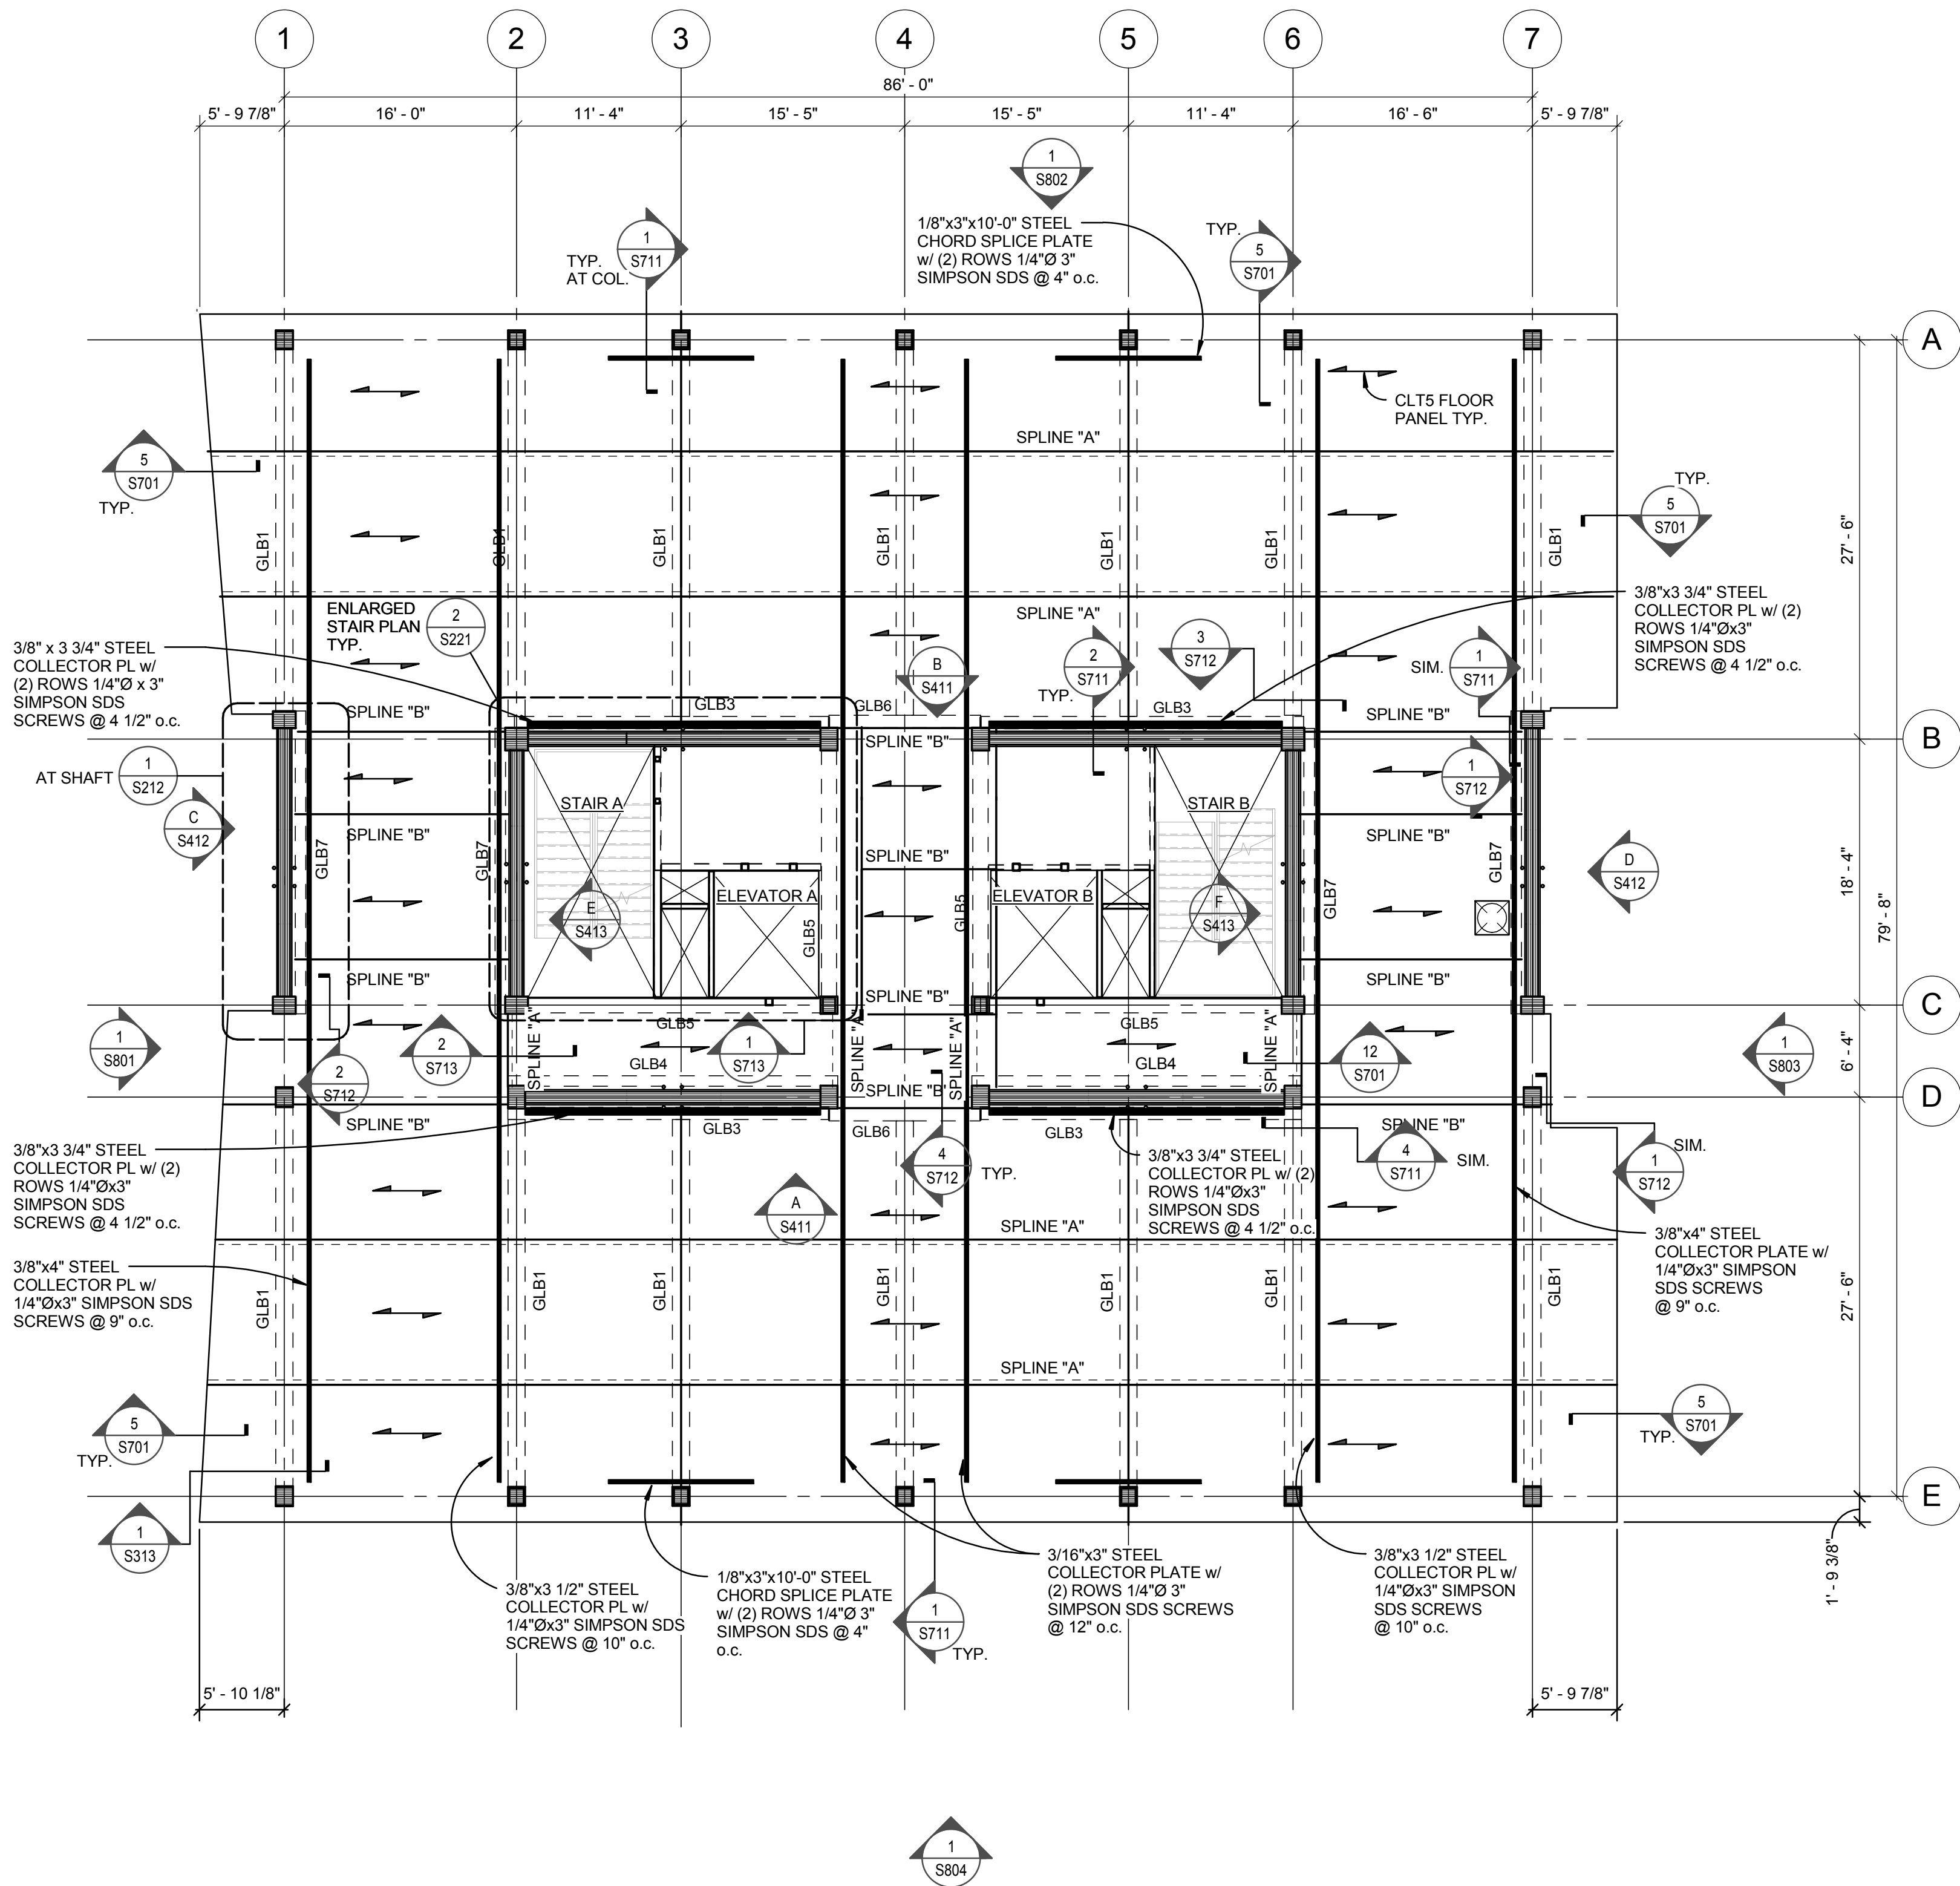 1
2
3
4
5
6
7
86' - 0"
5' - 9 7/8"
16' - 0"
11' - 4"
15' - 5"
15' - 5"
11' - 4"
16' - 6"
5' - 9 7/8"
1
S802
1/8"x3"x10'-0" STEEL
CHORD SPLICE PLATE
w/ (2) ROWS 1/4"Ø 3"
SIMPSON SDS @ 4" o.c.
TYP.
AT COL.
1
S711
TYP.
5
S701
A
CLT5 FLOOR
PANEL TYP.
SPLINE "A"
5
S701
TYP.
TYP.
5
S701
GLB1
GLB1
GLB1
GLB1
GLB1
GLB1
GLB1
27' - 6"
3/8" x 3 3/4" STEEL
COLLECTOR PL w/
(2) ROWS 1/4"Ø x 3"
SIMPSON SDS
SCREWS @ 4 1/2" o.c.
ENLARGED
STAIR PLAN
TYP.
2
S221
SPLINE "A"
3/8"x3 3/4" STEEL
COLLECTOR PL w/ (2)
ROWS 1/4"Øx3"
SIMPSON SDS
SCREWS @ 4 1/2" o.c.
B
S411
2
S711
TYP.
3
S712
SIM.
1
S711
SPLINE "B"
GLB3
GLB6
GLB3
SPLINE "B"
SPLINE "B"
B
AT SHAFT
1
S212
C
S412
STAIR A
STAIR B
1
S712
SPLINE "B"
SPLINE "B"
SPLINE "B"
GLB7
GLB7
GLB7
GLB7
D
S412
18' - 4"
79' - 8"
ELEVATOR A
ELEVATOR B
E
S413
F
S413
GLB5
GLB5
SPLINE "B"
SPLINE "B"
SPLINE "B"
C
1
S801
2
S712
2
S713
SPLINE "A"
GLB5
GLB4
1
S713
SPLINE "A"
SPLINE "A"
GLB5
GLB4
SPLINE "A"
12
S701
1
S803
6' - 4"
SPLINE "B"
D
SPLINE "B"
GLB3
GLB6
GLB3
SPLINE "B"
3/8"x3 3/4" STEEL
COLLECTOR PL w/ (2)
ROWS 1/4"Øx3"
SIMPSON SDS
SCREWS @ 4 1/2" o.c.
4
S712
TYP.
3/8"x3 3/4" STEEL
COLLECTOR PL w/ (2)
ROWS 1/4"Øx3"
SIMPSON SDS
SCREWS @ 4 1/2" o.c.
4
S711
SIM.
SIM.
1
S712
A
S411
SPLINE "A"
3/8"x4" STEEL
COLLECTOR PL w/
1/4"Øx3" SIMPSON SDS
SCREWS @ 9" o.c.
3/8"x4" STEEL
COLLECTOR PLATE w/
1/4"Øx3" SIMPSON
SDS SCREWS
@ 9" o.c.
GLB1
GLB1
GLB1
GLB1
GLB1
GLB1
GLB1
27' - 6"
SPLINE "A"
5
S701
TYP.
5
S701
TYP.
E
1
S313
1' - 9 3/8"
3/8"x3 1/2" STEEL
COLLECTOR PL w/
1/4"Øx3" SIMPSON SDS
SCREWS @ 10" o.c.
1/8"x3"x10'-0" STEEL
CHORD SPLICE PLATE
w/ (2) ROWS 1/4"Ø 3"
SIMPSON SDS @ 4"
o.c.
1
S711
TYP.
3/16"x3" STEEL
COLLECTOR PLATE w/
(2) ROWS 1/4"Ø 3"
SIMPSON SDS SCREWS
@ 12" o.c.
3/8"x3 1/2" STEEL
COLLECTOR PL w/
1/4"Øx3" SIMPSON
SDS SCREWS
@ 10" o.c.
5' - 10 1/8"
5' - 9 7/8"
1
S804